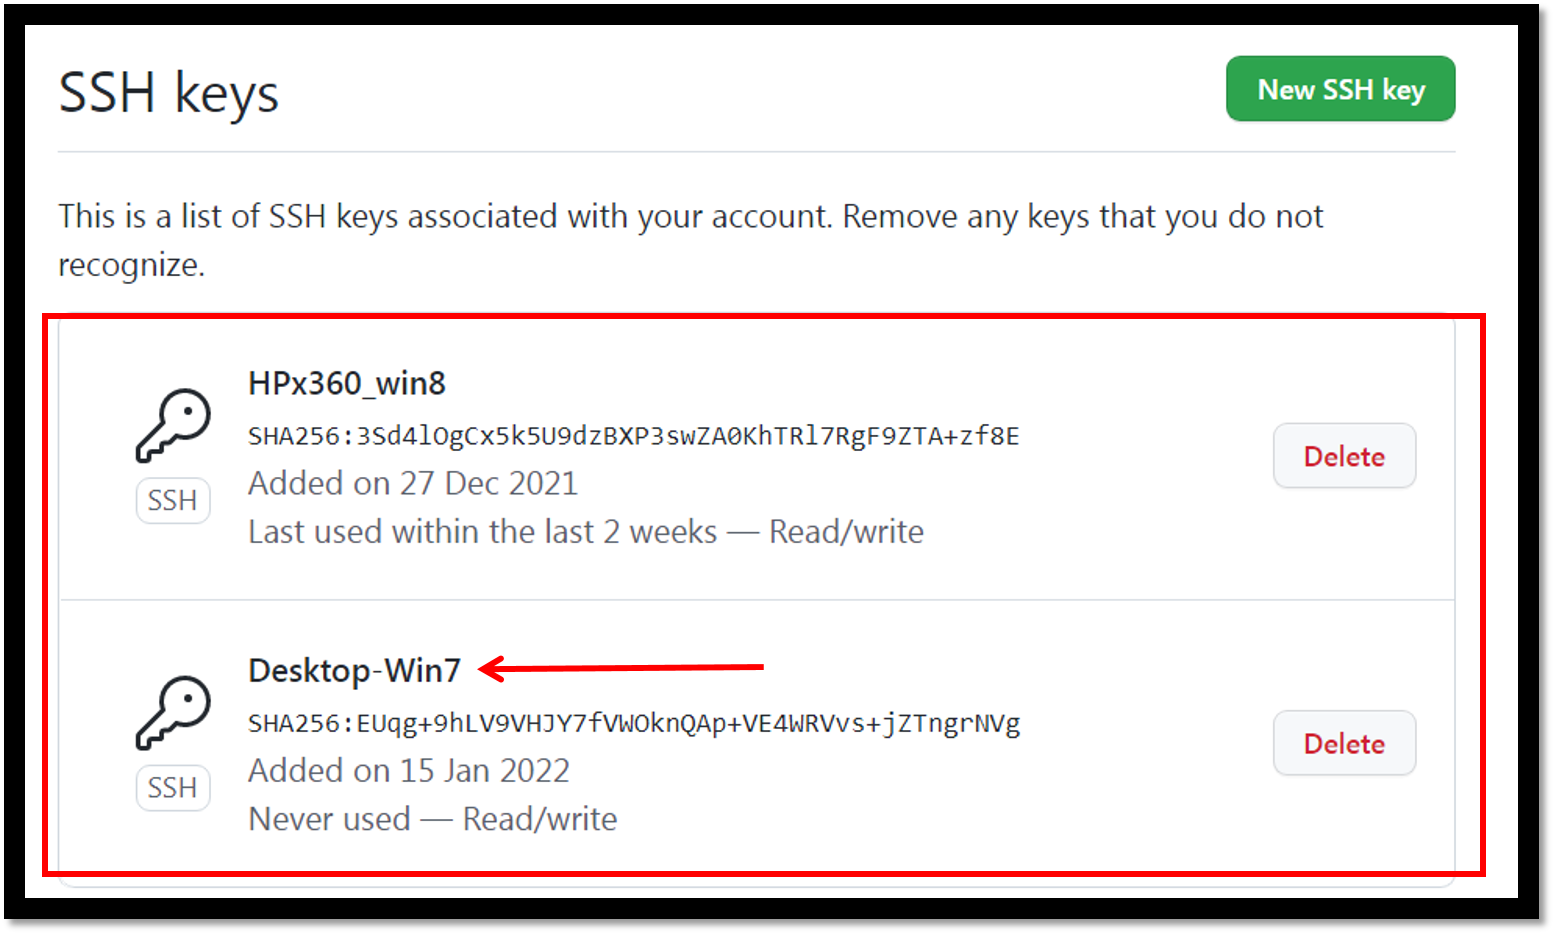 SSH keys
New SSH key
This is a list of SSH keys associated with your account. Remove any keys that you do not
recognize.
HPx360_win8
SHA256:3Sd4lOgCx5k5U9dzBXP3swZA0KhTRl7RgF9ZTA+zf8E
Added on 27 Dec 2021
Last used within the last 2 weeks — Read/write
SSH
Delete
Desktop-Win7
SHA256:EUqg+9hLV9VHJY7fVWOknQAp+VE4WRVvs+jZTngrNVg
Added on 15 Jan 2022
Never used — Read/write
SSH
Delete